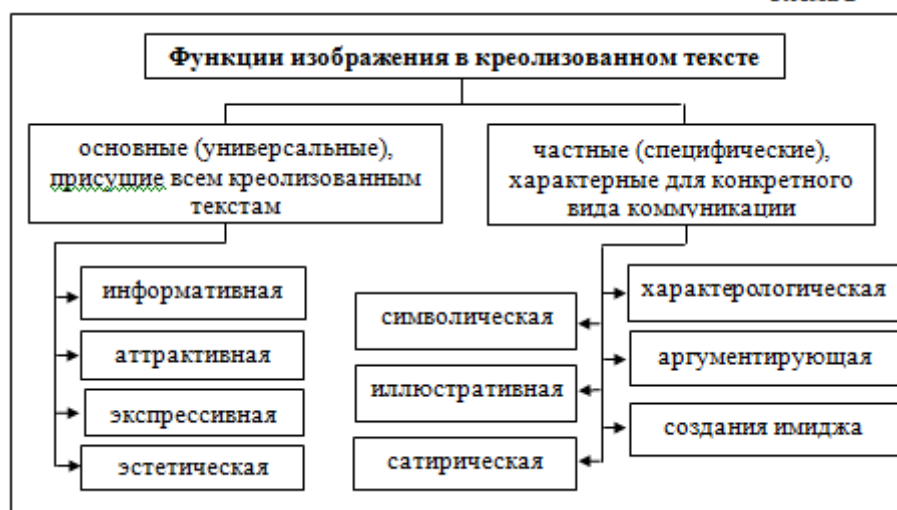 Функции изображения в креолизованном тексте
основные (универсальные),
присущие всем креолизованным
текстам
частные (специфические),
характерные для конкретного
вида коммуникации
информативная
аттрактивная
экспрессивная
эстетическая
символическая
иллюстративная
сатирическая
характерологическая
аргументирующая
создания имиджа